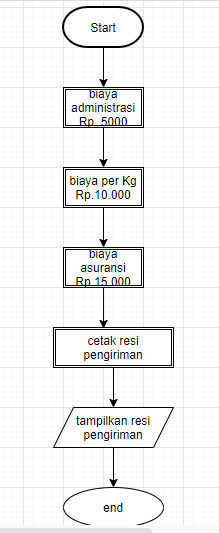 Start
biaya
administrasi
Rp. 5000
biaya per Kg
Rp.10.000
biaya
asuransi
Rp 15.000
cetak resi
pengiriman
tampilkan resi
pengiriman
end